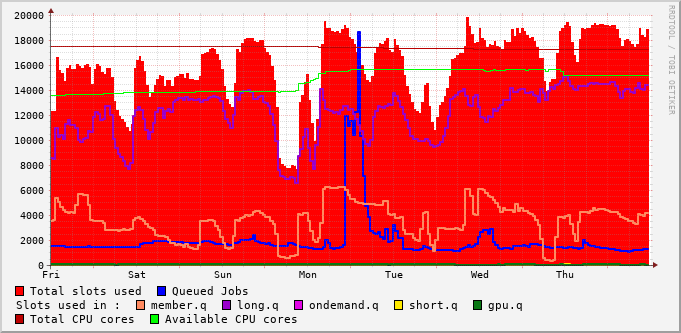 20000
18000
16000
14000
12000
10000
8000
6000
4000
2000
0
Fri Sat Sun Mon Tue Wed Thu
RRDTOOL / TOBI OETIKER
Total slots used Queued Jobs
Slots used in : member.q long.q ondemand.q short.q gpu.q
Total CPU cores Available CPU cores